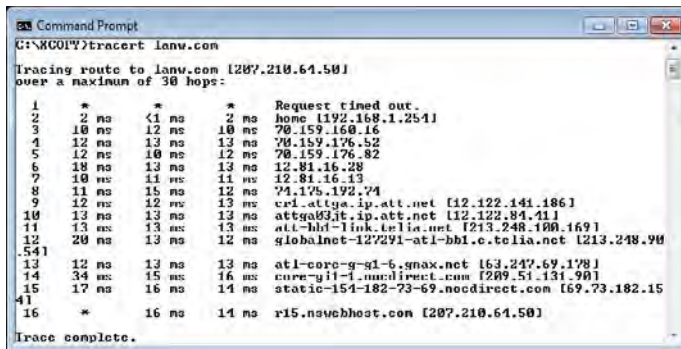 Command Prompt
C:\XCOPY>tracert lanw.com
Tracing route to lanw.com [207.210.64.50]
over a maximum of 30 hops:
1 * * * Request timed out.
2 2 ms <1 ms 2 ms home [192.168.1.254]
3 10 ms 12 ms 10 ms 70.159.160.16
4 12 ms 13 ms 13 ms 70.159.176.52
5 12 ms 10 ms 12 ms 70.159.176.82
6 18 ms 13 ms 13 ms 12.81.16.28
7 10 ms 11 ms 11 ms 12.81.16.13
8 11 ms 15 ms 12 ms 74.175.192.74
9 12 ms 12 ms 13 ms cr1.attga.ip.att.net [12.122.141.186]
10 13 ms 13 ms 13 ms attga03jt.ip.att.net [12.122.84.41]
11 13 ms 13 ms 13 ms att-bb1-link.telia.net [213.248.100.169]
12 20 ms 13 ms 12 ms globalnet-127291-atl-bb1.c.telia.net [213.248.90
.54]
13 12 ms 13 ms 13 ms atl-core-g-g1-6.gnax.net [63.247.69.178]
14 34 ms 15 ms 16 ms core-gi1-1.nocdirect.com [209.51.131.90]
15 17 ms 16 ms 14 ms static-154-182-73-69.nocdirect.com [69.73.182.15
4]
16 * 16 ms 14 ms r15.nswebhost.com [207.210.64.50]
Trace complete.